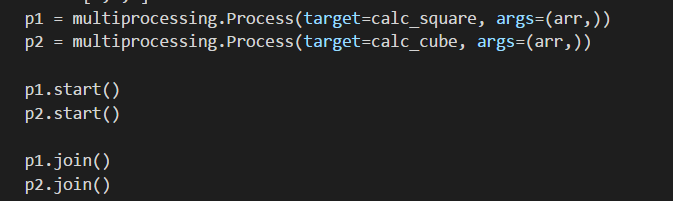 p1 = multiprocessing.Process(target=calc_square, args=(arr,))
p2 = multiprocessing.Process(target=calc_cube, args=(arr,))
p1.start()
p2.start()
p1.join()
p2.join()